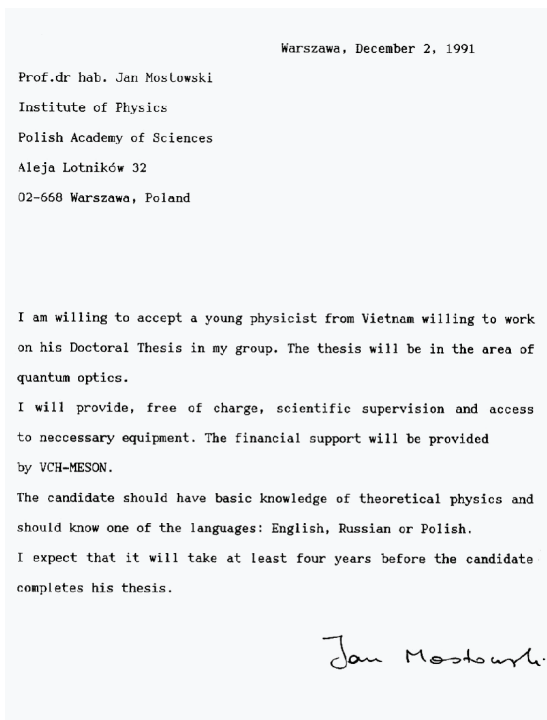 Warszawa, December 2, 1991
Prof.dr hab. Jan Mostowski
Institute of Physics
Polish Academy of Sciences
Aleja Lotników 32
02-668 Warszawa, Poland
I am willing to accept a young physicist from Vietnam willing to work
on his Doctoral Thesis in my group. The thesis will be in the area of
quantum optics.
I will provide, free of charge, scientific supervision and access
to neccessary equipment. The financial support will be provided
by VCH-MESON.
The candidate should have basic knowledge of theoretical physics and
should know one of the languages: English, Russian or Polish.
I expect that it will take at least four years before the candidate
completes his thesis.
Jan Mostowski